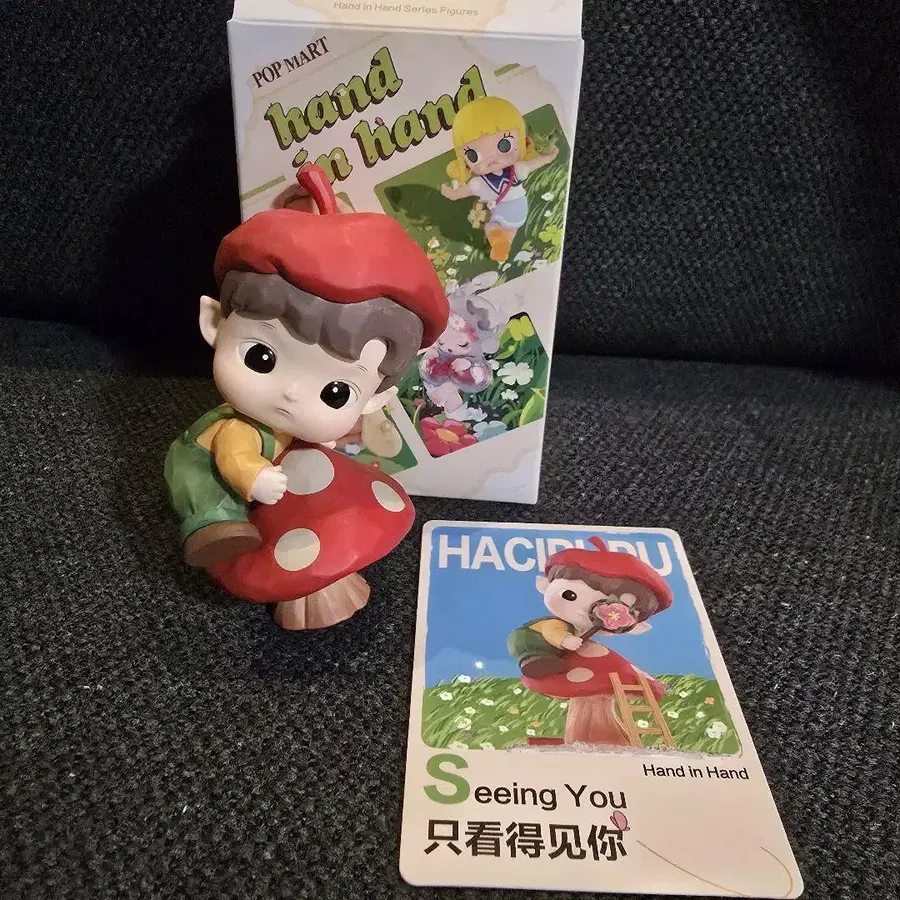 Hand in Hand Series Figures
POP MART
hand
in hand
HACIPUPU
Hand in Hand
Seeing You
只看得见你